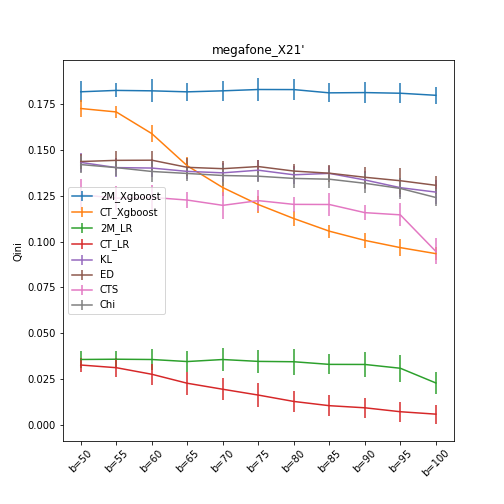 megafone_X21'
Qini
0.175
0.150
0.125
0.100
0.075
0.050
0.025
0.000
2M_Xgboost
CT_Xgboost
2M_LR
CT_LR
KL
ED
CTS
Chi
b=50
b=55
b=60
b=65
b=70
b=75
b=80
b=85
b=90
b=95
b=100